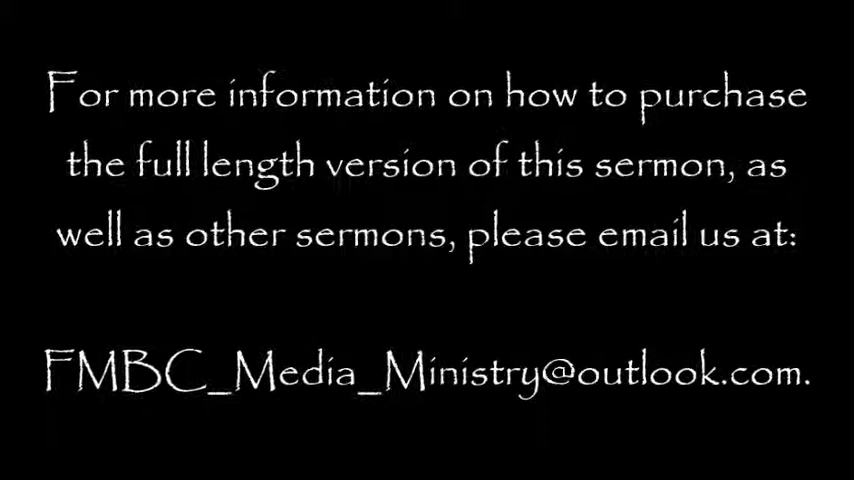 For more information on how to purchase
the full length version of this sermon, as
well as other sermons, please email us at:
FMBC_Media_Ministry@outlook.com.